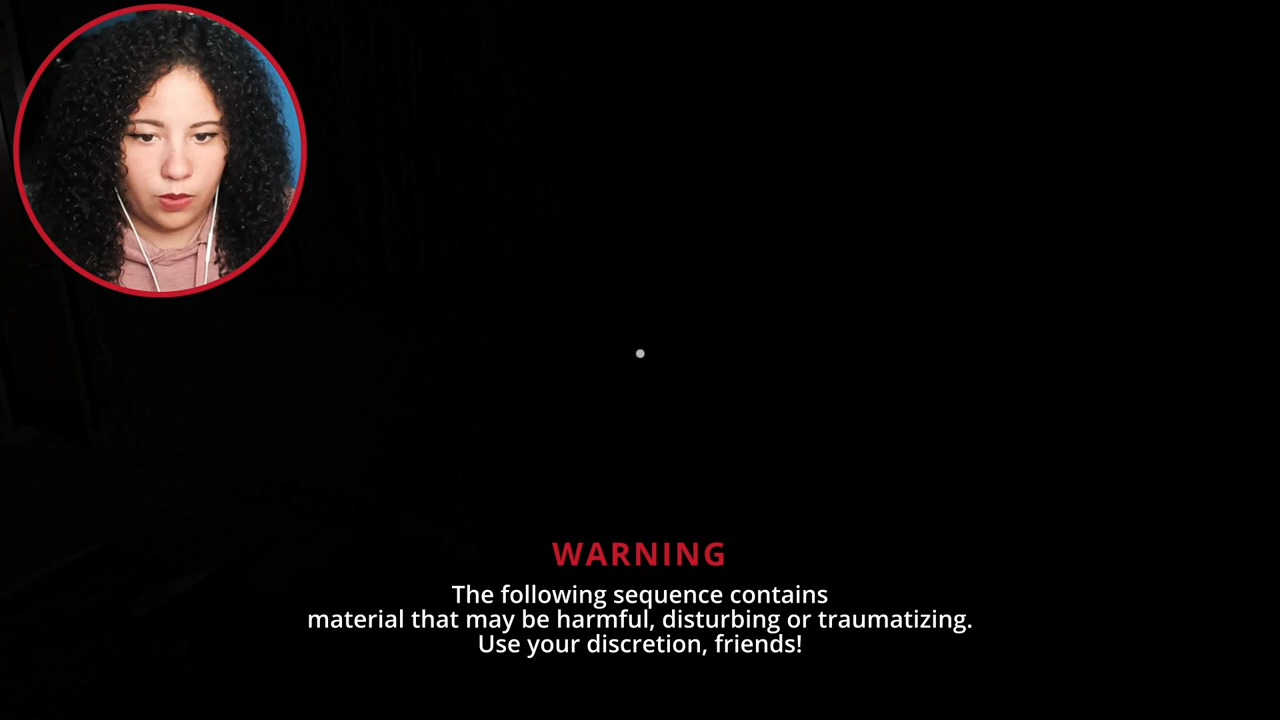 WARNING
The following sequence contains
material that may be harmful, disturbing or traumatizing.
Use your discretion, friends!